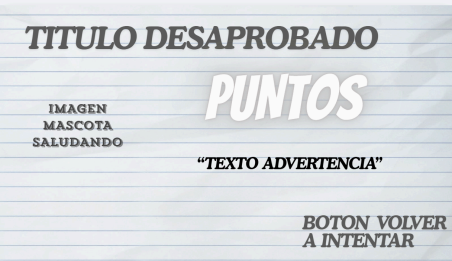 TITULO DESAPROBADO
PUNTOS
IMAGEN
MASCOTA
SALUDANDO
“TEXTO ADVERTENCIA”
BOTON VOLVER
A INTENTAR